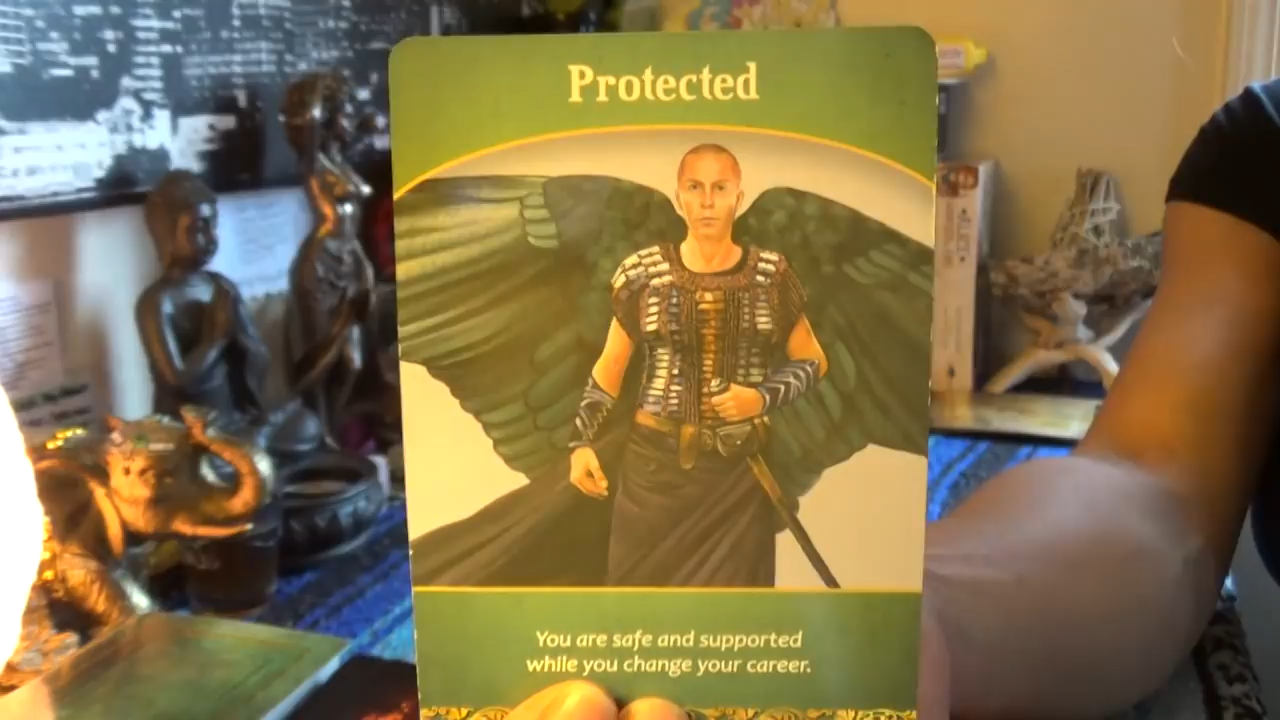 Protected
You are safe and supported
while you change your career.